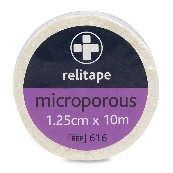 relitape
microporous
1.25cm x 10m
REF 616